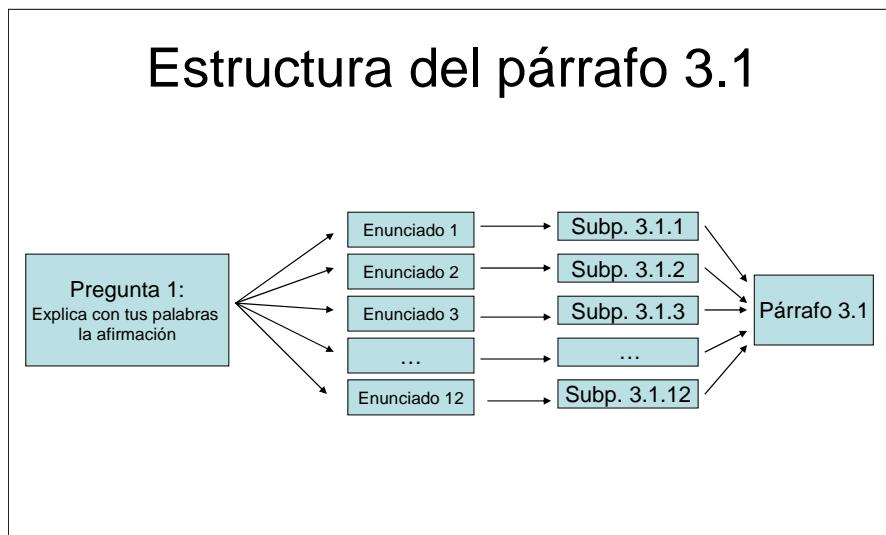 Estructura del párrafo 3.1
Pregunta 1:
Explica con tus palabras
la afirmación
Enunciado 1
Enunciado 2
Enunciado 3
…
Enunciado 12
Subp. 3.1.1
Subp. 3.1.2
Subp. 3.1.3
…
Subp. 3.1.12
Párrafo 3.1